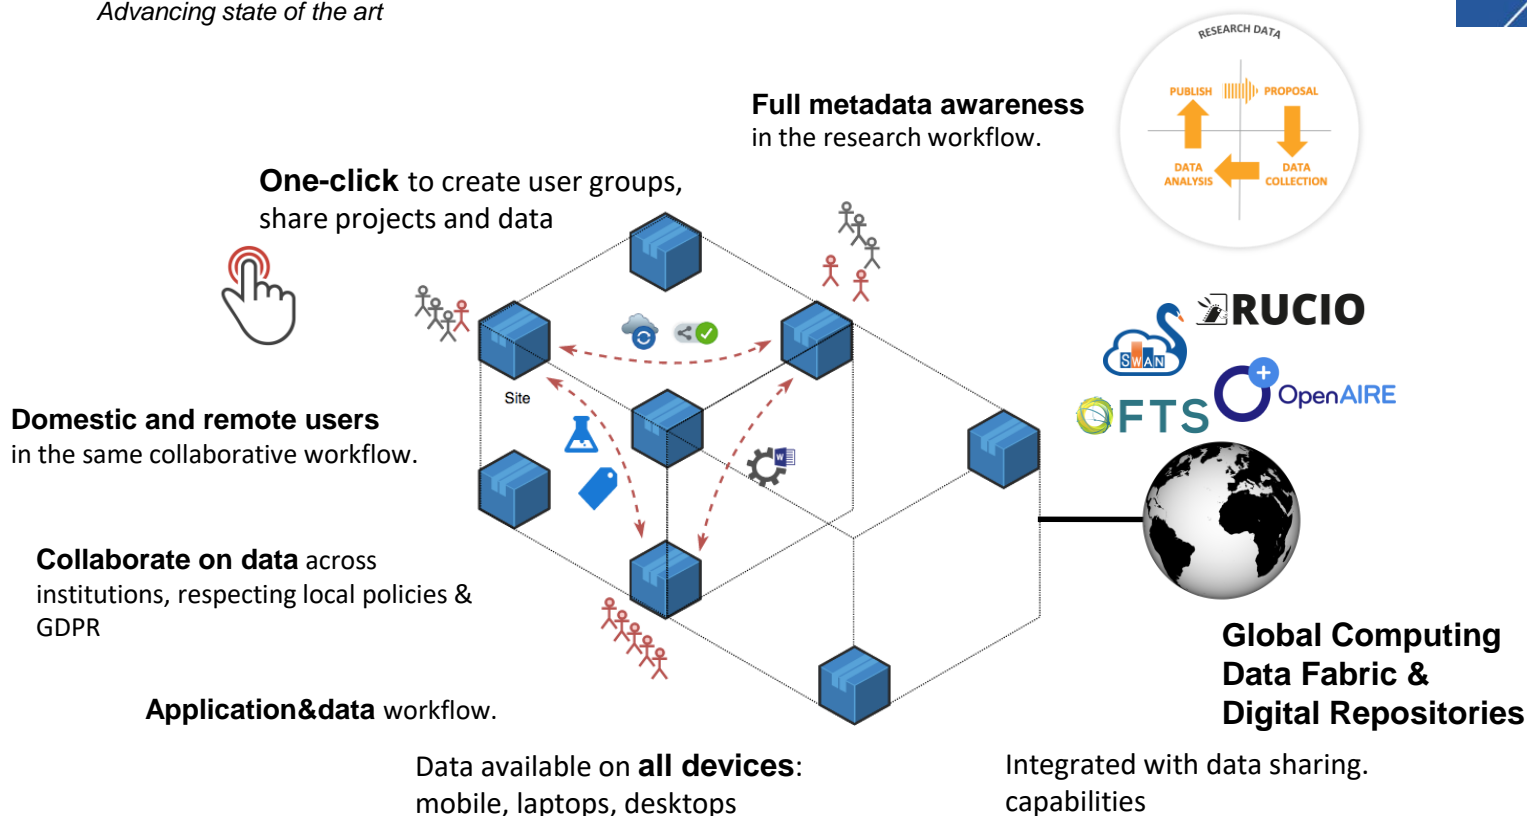 Advancing state of the art
RESEARCH DATA
PUBLISH
PROPOSAL
DATA
ANALYSIS
DATA
COLLECTION
Full metadata awareness
in the research workflow.
One-click to create user groups,
share projects and data
RUCIO
SWAN
OpenAIRE
FTS
Site
W
Domestic and remote users
in the same collaborative workflow.
Collaborate on data across
institutions, respecting local policies &
GDPR
Global Computing
Data Fabric &
Digital Repositories
Application&data workflow.
Data available on all devices:
mobile, laptops, desktops
Integrated with data sharing.
capabilities